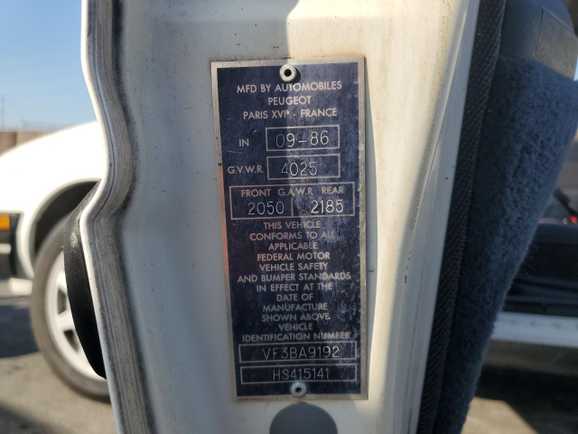 MFD BY AUTOMOBILES
PEUGEOT
PARIS XVIe - FRANCE
IN 09-86
G.V.W.R. 4025
FRONT G.A.W.R. REAR
2050 2185
THIS VEHICLE
CONFORMS TO ALL
APPLICABLE
FEDERAL MOTOR
VEHICLE SAFETY
AND BUMPER STANDARDS
IN EFFECT AT THE
DATE OF
MANUFACTURE
SHOWN ABOVE
VEHICLE
IDENTIFICATION NUMBER
VF3BA9192
HS415141